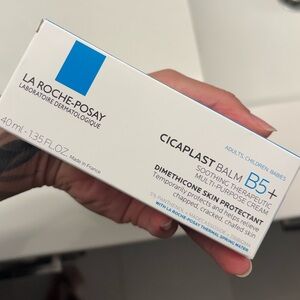 LA ROCHE-POSAY
LABORATOIRE DERMATOLOGIQUE
40 ml - 1.35 FL.OZ.
Made in France
ADULTS, CHILDREN, BABIES
CICAPLAST BALM B5+
SOOTHING THERAPEUTIC
MULTI-PURPOSE CREAM
DIMETHICONE SKIN PROTECTANT
Temporarily protects and helps relieve
chapped, cracked, chafed skin
WITH LA ROCHE-POSAY THERMAL SPRING WATER